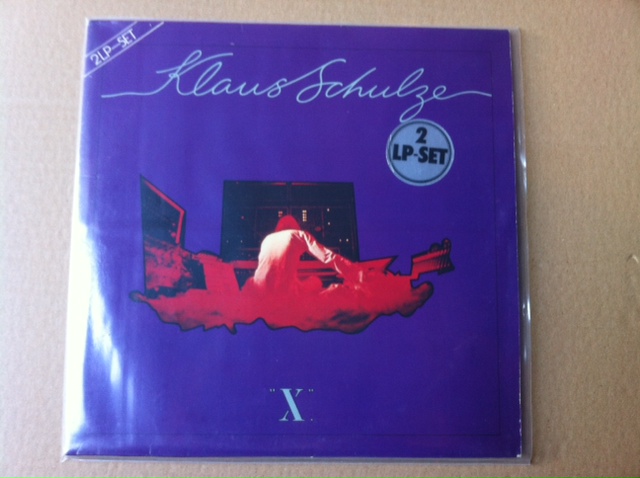 2LP-SET
Klaus Schulze
2
LP-SET
"X"